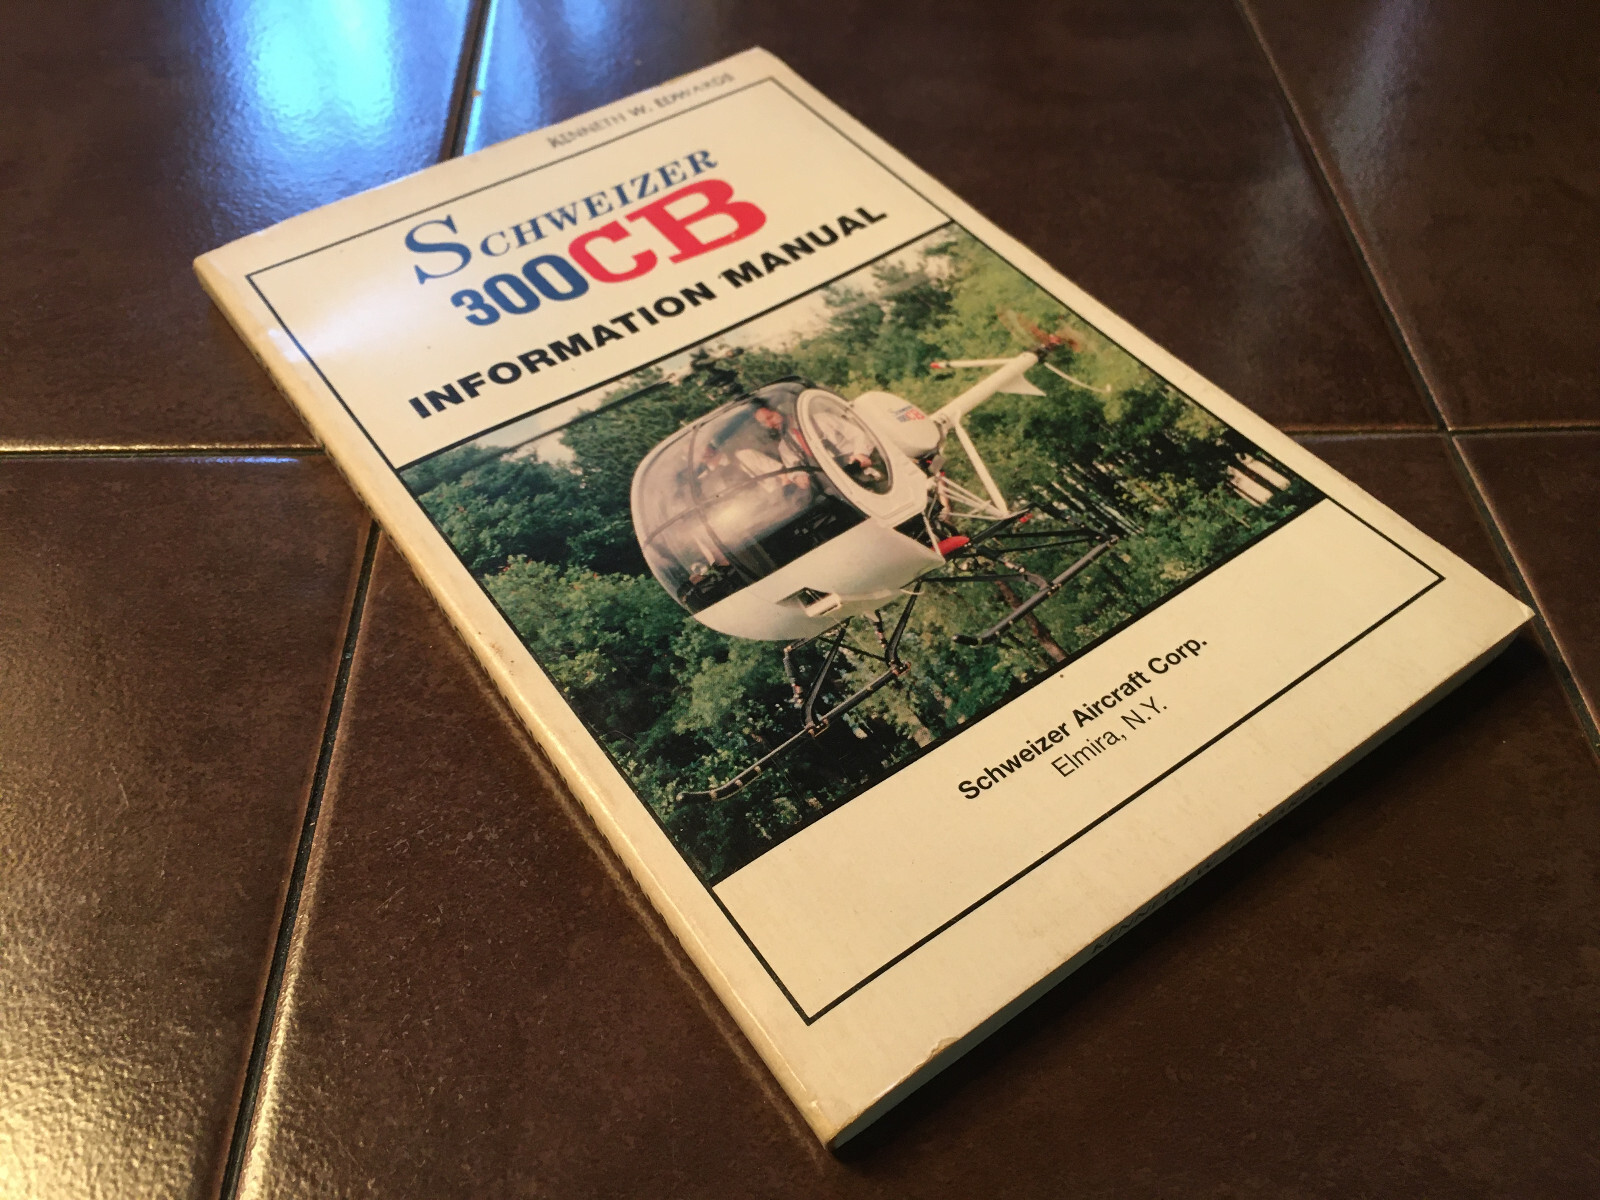 KENNETH W. EDWARDS
SCHWEIZER
300CB
INFORMATION MANUAL
Schweizer Aircraft Corp.
Elmira, N.Y.